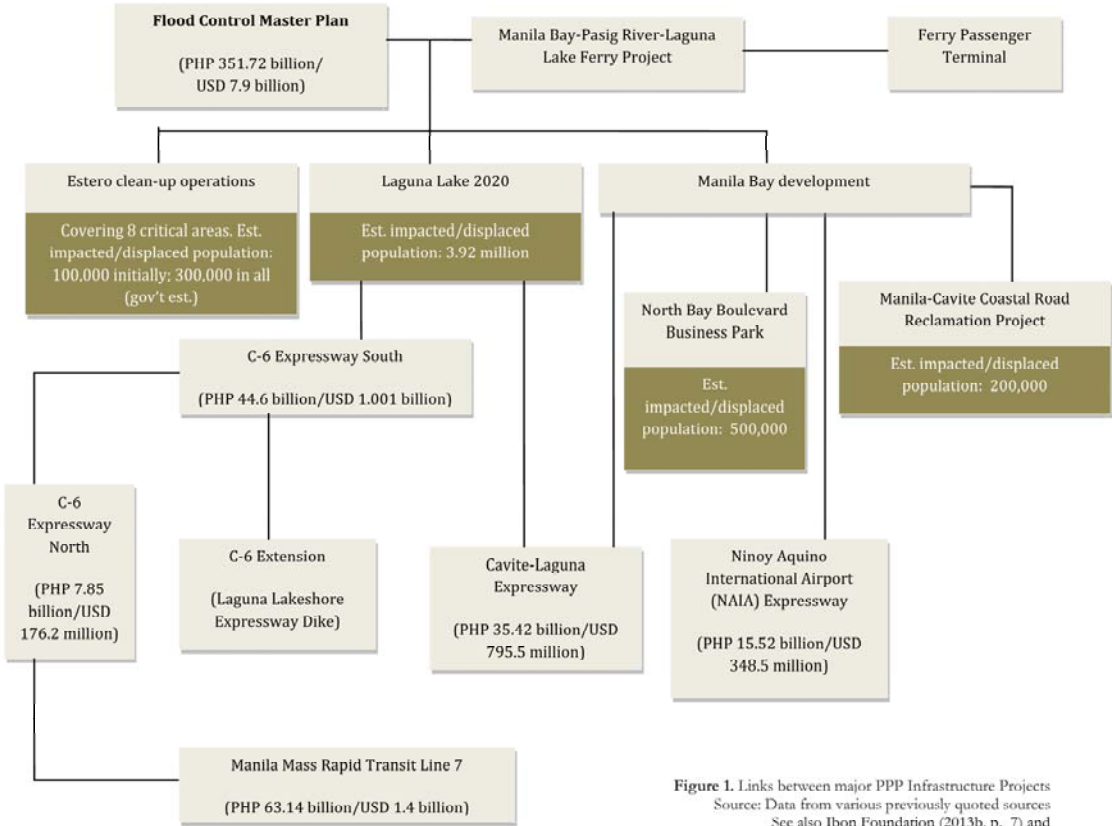 Flood Control Master Plan
(PHP 351.72 billion/
USD 7.9 billion)
Manila Bay-Pasig River-Laguna
Lake Ferry Project
Ferry Passenger
Terminal
Estero clean-up operations
Covering 8 critical areas. Est.
impacted/displaced population:
100,000 initially; 300,000 in all
(gov't est.)
Laguna Lake 2020
Est. impacted/displaced
population: 3.92 million
Manila Bay development
North Bay Boulevard
Business Park
Est.
impacted/displaced
population: 500,000
Manila-Cavite Coastal Road
Reclamation Project
Est. impacted/displaced
population: 200,000
C-6 Expressway South
(PHP 44.6 billion/USD 1.001 billion)
C-6
Expressway
North
(PHP 7.85
billion/USD
176.2 million)
C-6 Extension
(Laguna Lakeshore
Expressway Dike)
Cavite-Laguna
Expressway
(PHP 35.42 billion/USD
795.5 million)
Ninoy Aquino
International Airport
(NAIA) Expressway
(PHP 15.52 billion/USD
348.5 million)
Manila Mass Rapid Transit Line 7
(PHP 63.14 billion/USD 1.4 billion)
Figure 1. Links between major PPP Infrastructure Projects
Source: Data from various previously quoted sources
See also Ibon Foundation (2013b, p. 7) and